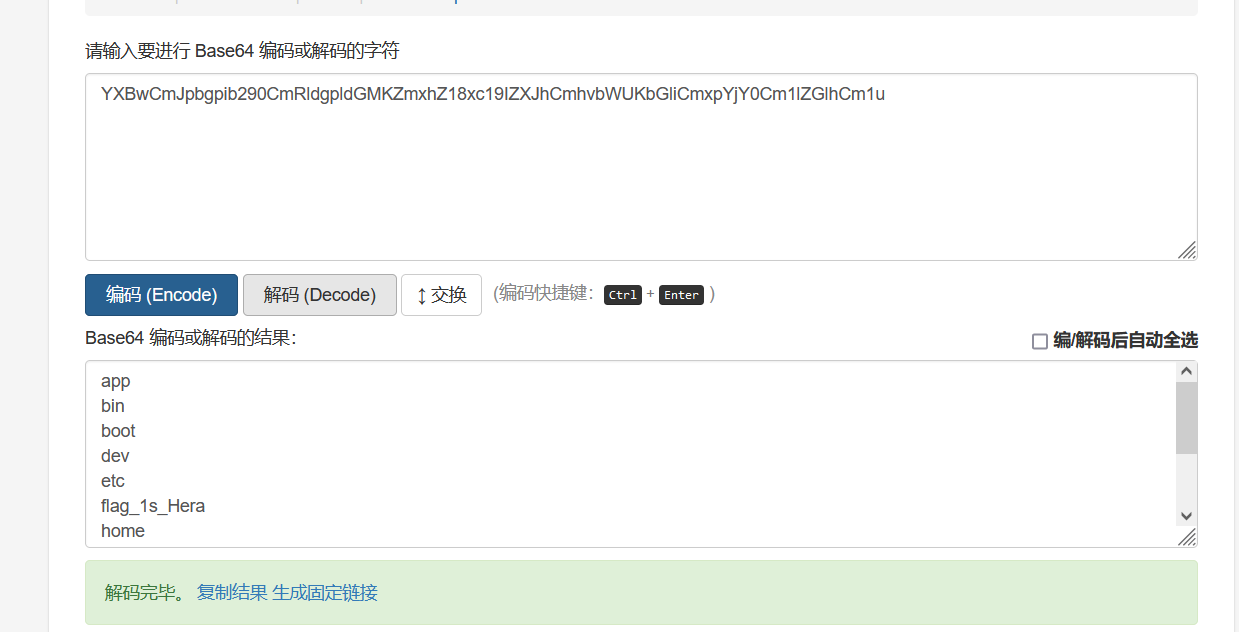 请输入要进行 Base64 编码或解码的字符
YXBwCmJpbgpib290CmRldgpldGMKZmxhZ18xc19IZXJhCmhvbWUKbGliCmxpYjY0Cm1lZGlhCm1u
编码 (Encode) 解码 (Decode) ↕ 交换 (编码快捷键： Ctrl + Enter )
Base64 编码或解码的结果： 编/解码后自动全选
app
bin
boot
dev
etc
flag_1s_Hera
home
解码完毕。 复制结果 生成固定链接